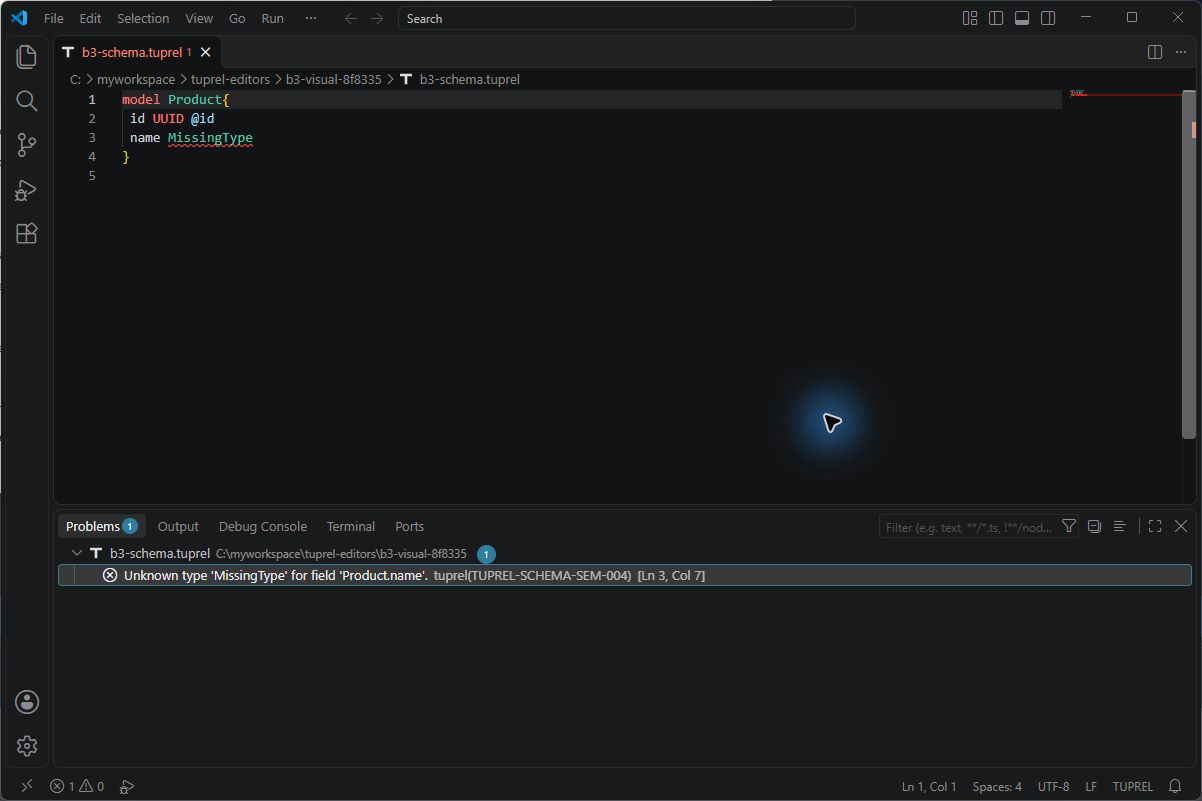 File Edit Selection View Go Run ··· Search
b3-schema.tuprel 1
C: > myworkspace > tuprel-editors > b3-visual-8f8335 > b3-schema.tuprel
1 model Product{
2 id UUID @id
3 name MissingType
4 }
5
Problems 1 Output Debug Console Terminal Ports Filter (e.g. text, **/*.ts, !**/nod...
b3-schema.tuprel C:\myworkspace\tuprel-editors\b3-visual-8f8335 1
Unknown type 'MissingType' for field 'Product.name'. tuprel(TUPREL-SCHEMA-SEM-004) [Ln 3, Col 7]
1 0 Ln 1, Col 1 Spaces: 4 UTF-8 LF TUPREL